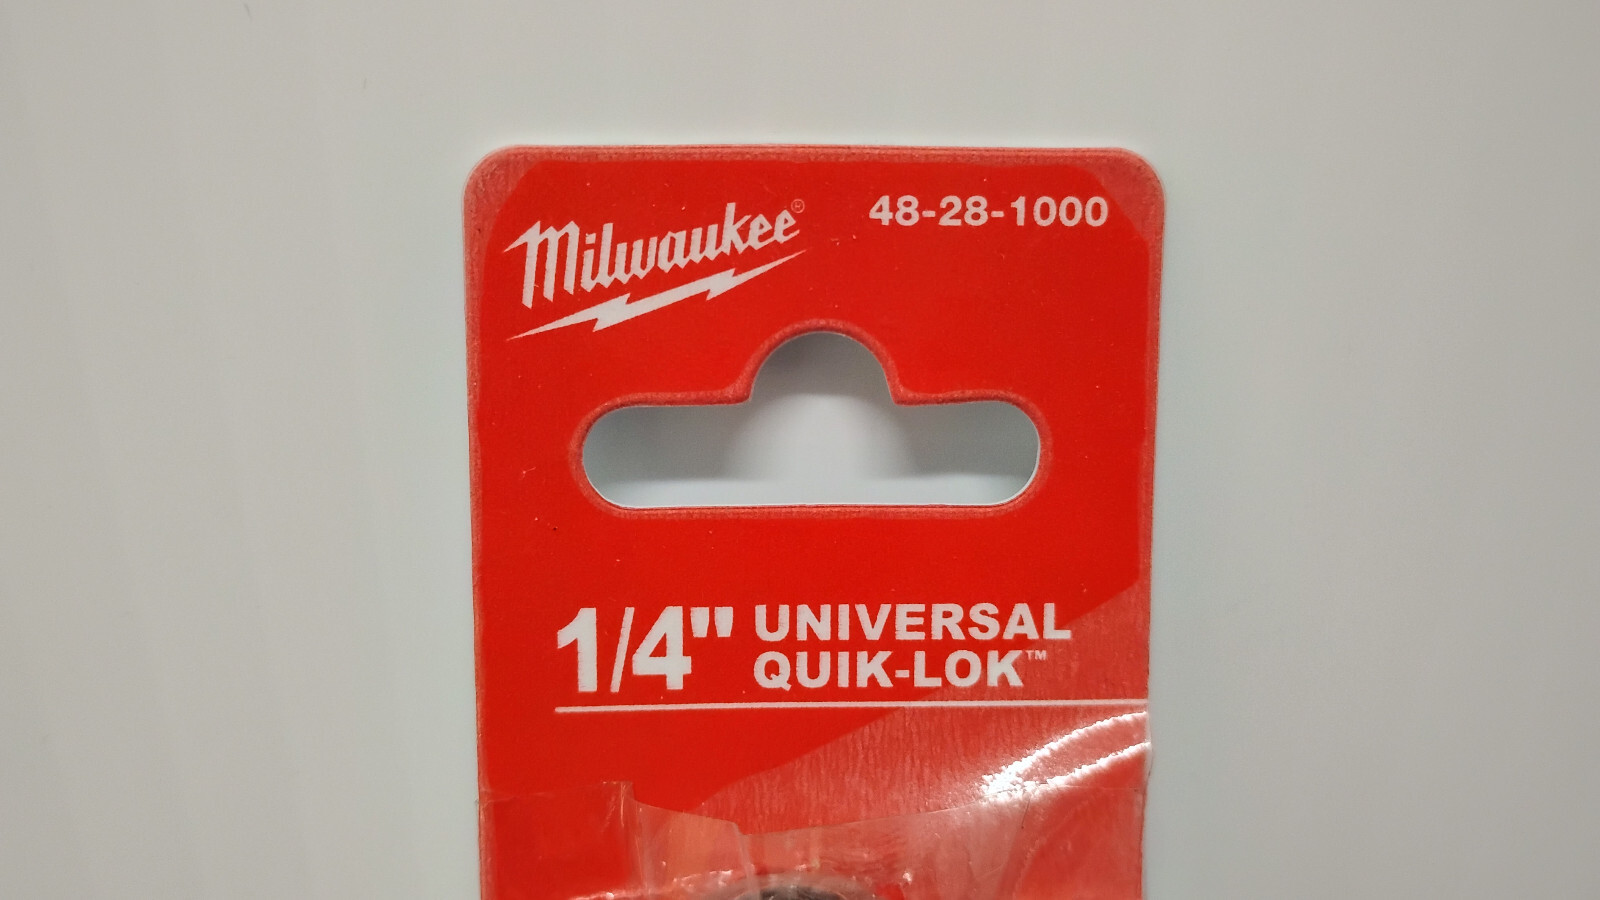 Milwaukee®
48-28-1000
1/4" UNIVERSAL
QUIK-LOK™